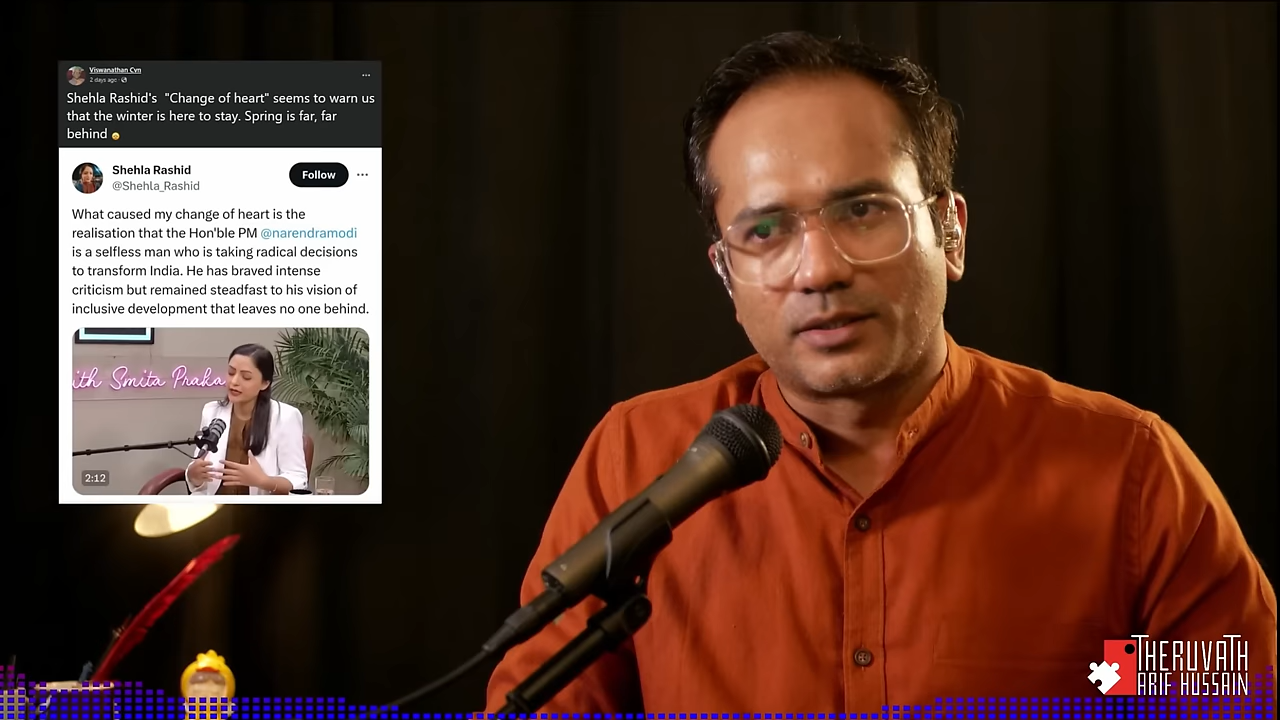 Viswanathan Cvn
2 days ago ·
Shehla Rashid's "Change of heart" seems to warn us
that the winter is here to stay. Spring is far, far
behind
Shehla Rashid
@Shehla_Rashid
Follow
What caused my change of heart is the
realisation that the Hon'ble PM @narendramodi
is a selfless man who is taking radical decisions
to transform India. He has braved intense
criticism but remained steadfast to his vision of
inclusive development that leaves no one behind.
ith Smita Praka
2:12
THERUVATH
ARIF HUSSAIN